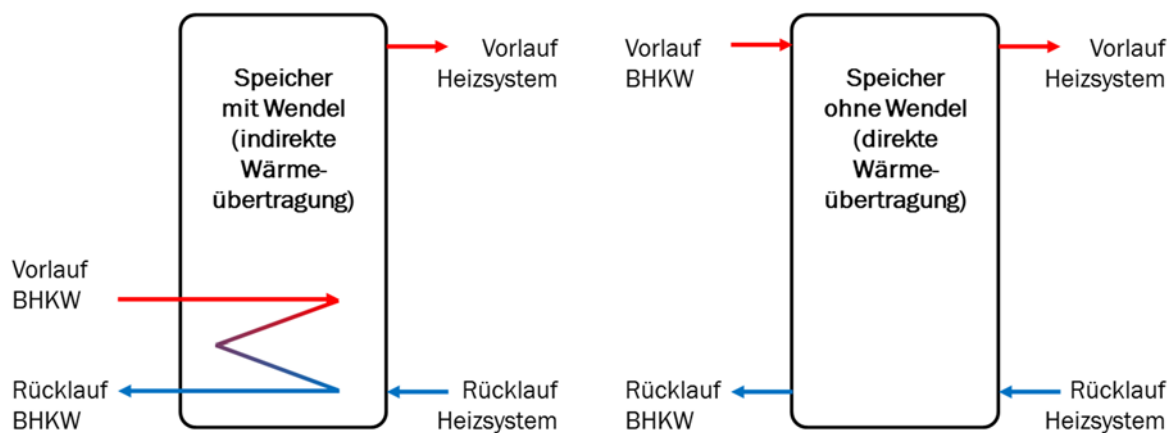 Speicher
mit Wendel
(indirekte
Wärme-
übertragung)
Vorlauf
Heizsystem
Vorlauf
BHKW
Rücklauf
BHKW
Rücklauf
Heizsystem
Vorlauf
BHKW
Speicher
ohne Wendel
(direkte
Wärme-
übertragung)
Vorlauf
Heizsystem
Rücklauf
BHKW
Rücklauf
Heizsystem